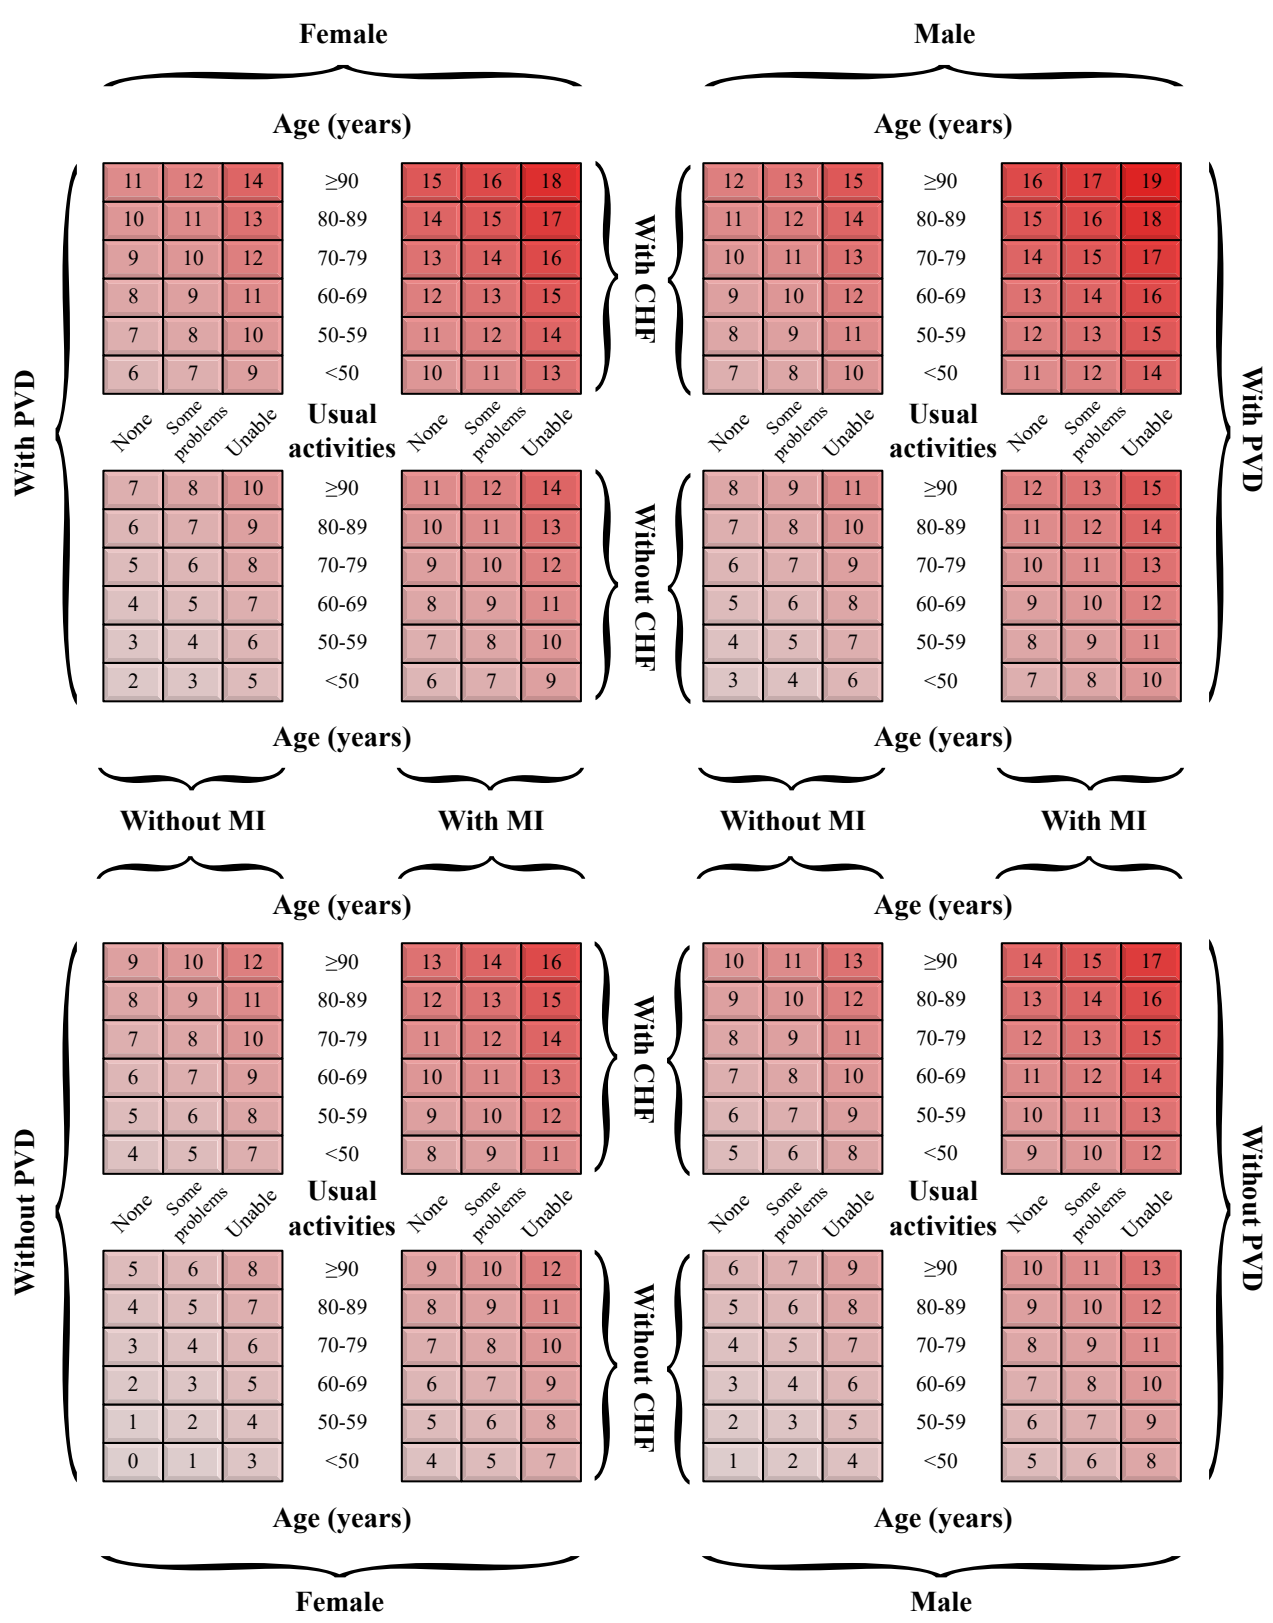 Female Male
Age (years) Age (years)
11 12 14 ≥90 15 16 18 12 13 15 ≥90 16 17 19
10 11 13 80-89 14 15 17 11 12 14 80-89 15 16 18
9 10 12 70-79 13 14 16 10 11 13 70-79 14 15 17
8 9 11 60-69 12 13 15 9 10 12 60-69 13 14 16
7 8 10 50-59 11 12 14 8 9 11 50-59 12 13 15
6 7 9 <50 10 11 13 7 8 10 <50 11 12 14
With CHF
With PVD
With PVD
None Some problems Unable Usual activities None Some problems Unable Usual activities None Some problems Unable
7 8 10 ≥90 11 12 14 8 9 11 ≥90 12 13 15
6 7 9 80-89 10 11 13 7 8 10 80-89 11 12 14
5 6 8 70-79 9 10 12 6 7 9 70-79 10 11 13
4 5 7 60-69 8 9 11 5 6 8 60-69 9 10 12
3 4 6 50-59 7 8 10 4 5 7 50-59 8 9 11
2 3 5 <50 6 7 9 3 4 6 <50 7 8 10
Without CHF
Age (years) Age (years)
Without MI With MI Without MI With MI
Age (years) Age (years)
9 10 12 ≥90 13 14 16 10 11 13 ≥90 14 15 17
8 9 11 80-89 12 13 15 9 10 12 80-89 13 14 16
7 8 10 70-79 11 12 14 8 9 11 70-79 12 13 15
6 7 9 60-69 10 11 13 7 8 10 60-69 11 12 14
5 6 8 50-59 9 10 12 6 7 9 50-59 10 11 13
4 5 7 <50 8 9 11 5 6 8 <50 9 10 12
With CHF
Without PVD
Without PVD
None Some problems Unable Usual activities None Some problems Unable None Some problems Unable Usual activities None Some problems Unable
5 6 8 ≥90 9 10 12 6 7 9 ≥90 10 11 13
4 5 7 80-89 8 9 11 5 6 8 80-89 9 10 12
3 4 6 70-79 7 8 10 4 5 7 70-79 8 9 11
2 3 5 60-69 6 7 9 3 4 6 60-69 7 8 10
1 2 4 50-59 5 6 8 2 3 5 50-59 6 7 9
0 1 3 <50 4 5 7 1 2 4 <50 5 6 8
Without CHF
Age (years) Age (years)
Female Male